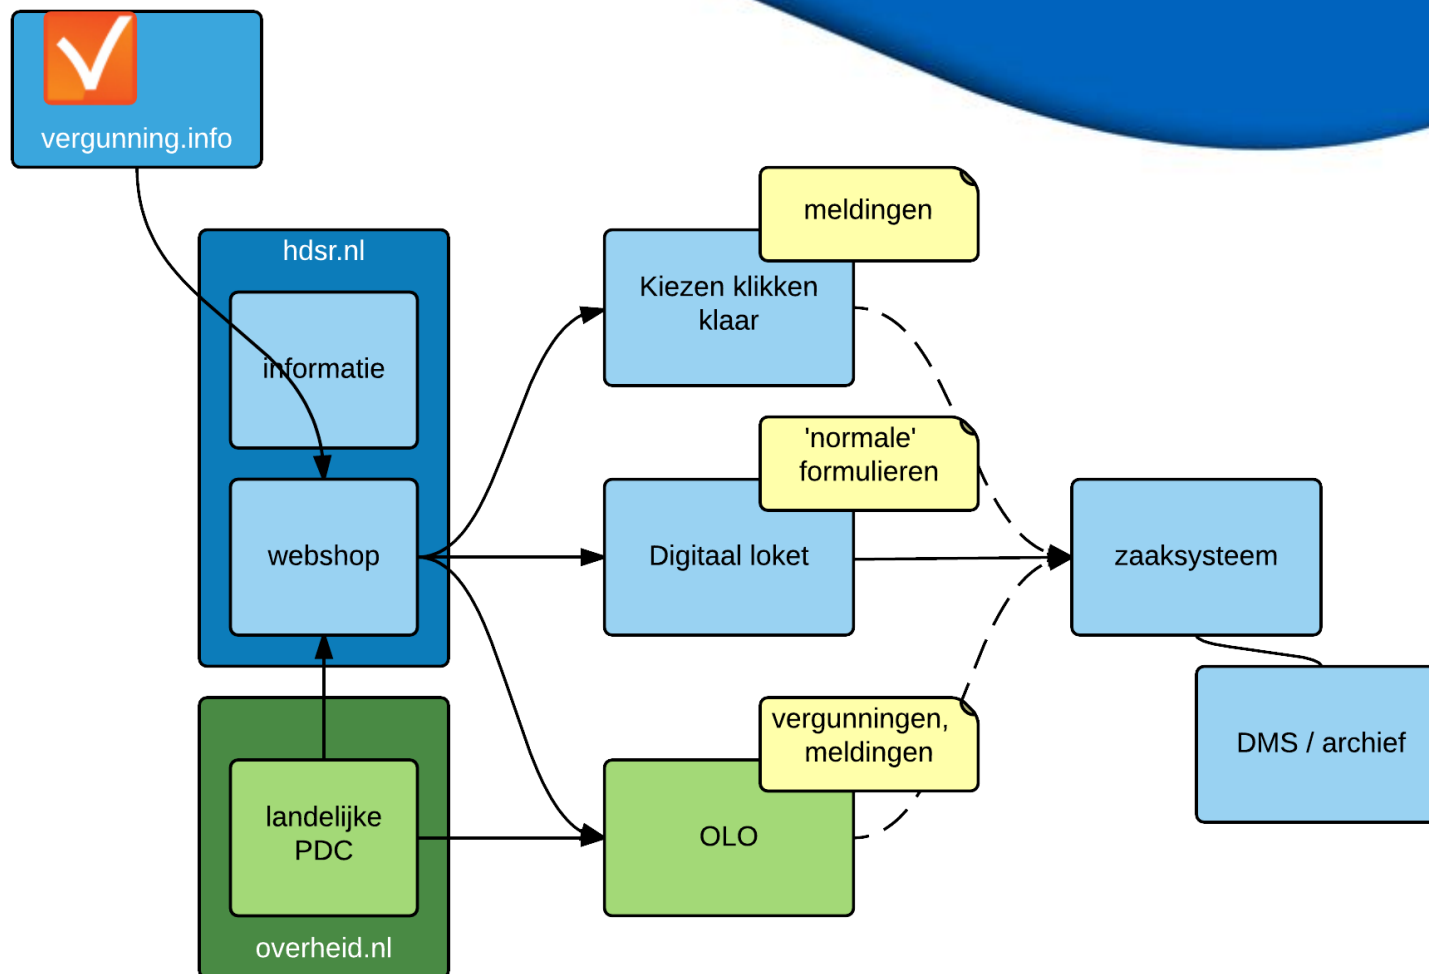 vergunning.info
hdsr.nl
informatie
webshop
landelijke
PDC
overheid.nl
meldingen
Kiezen klikken
klaar
'normale'
formulieren
Digitaal loket
vergunningen,
meldingen
OLO
zaaksysteem
DMS / archief